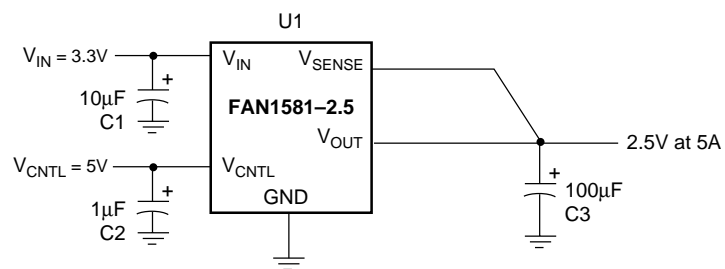 U1
V_IN = 3.3V
V_IN
V_SENSE
+
10µF
C1
FAN1581–2.5
V_OUT
2.5V at 5A
V_CNTL = 5V
V_CNTL
+
1µF
C2
GND
+
100µF
C3